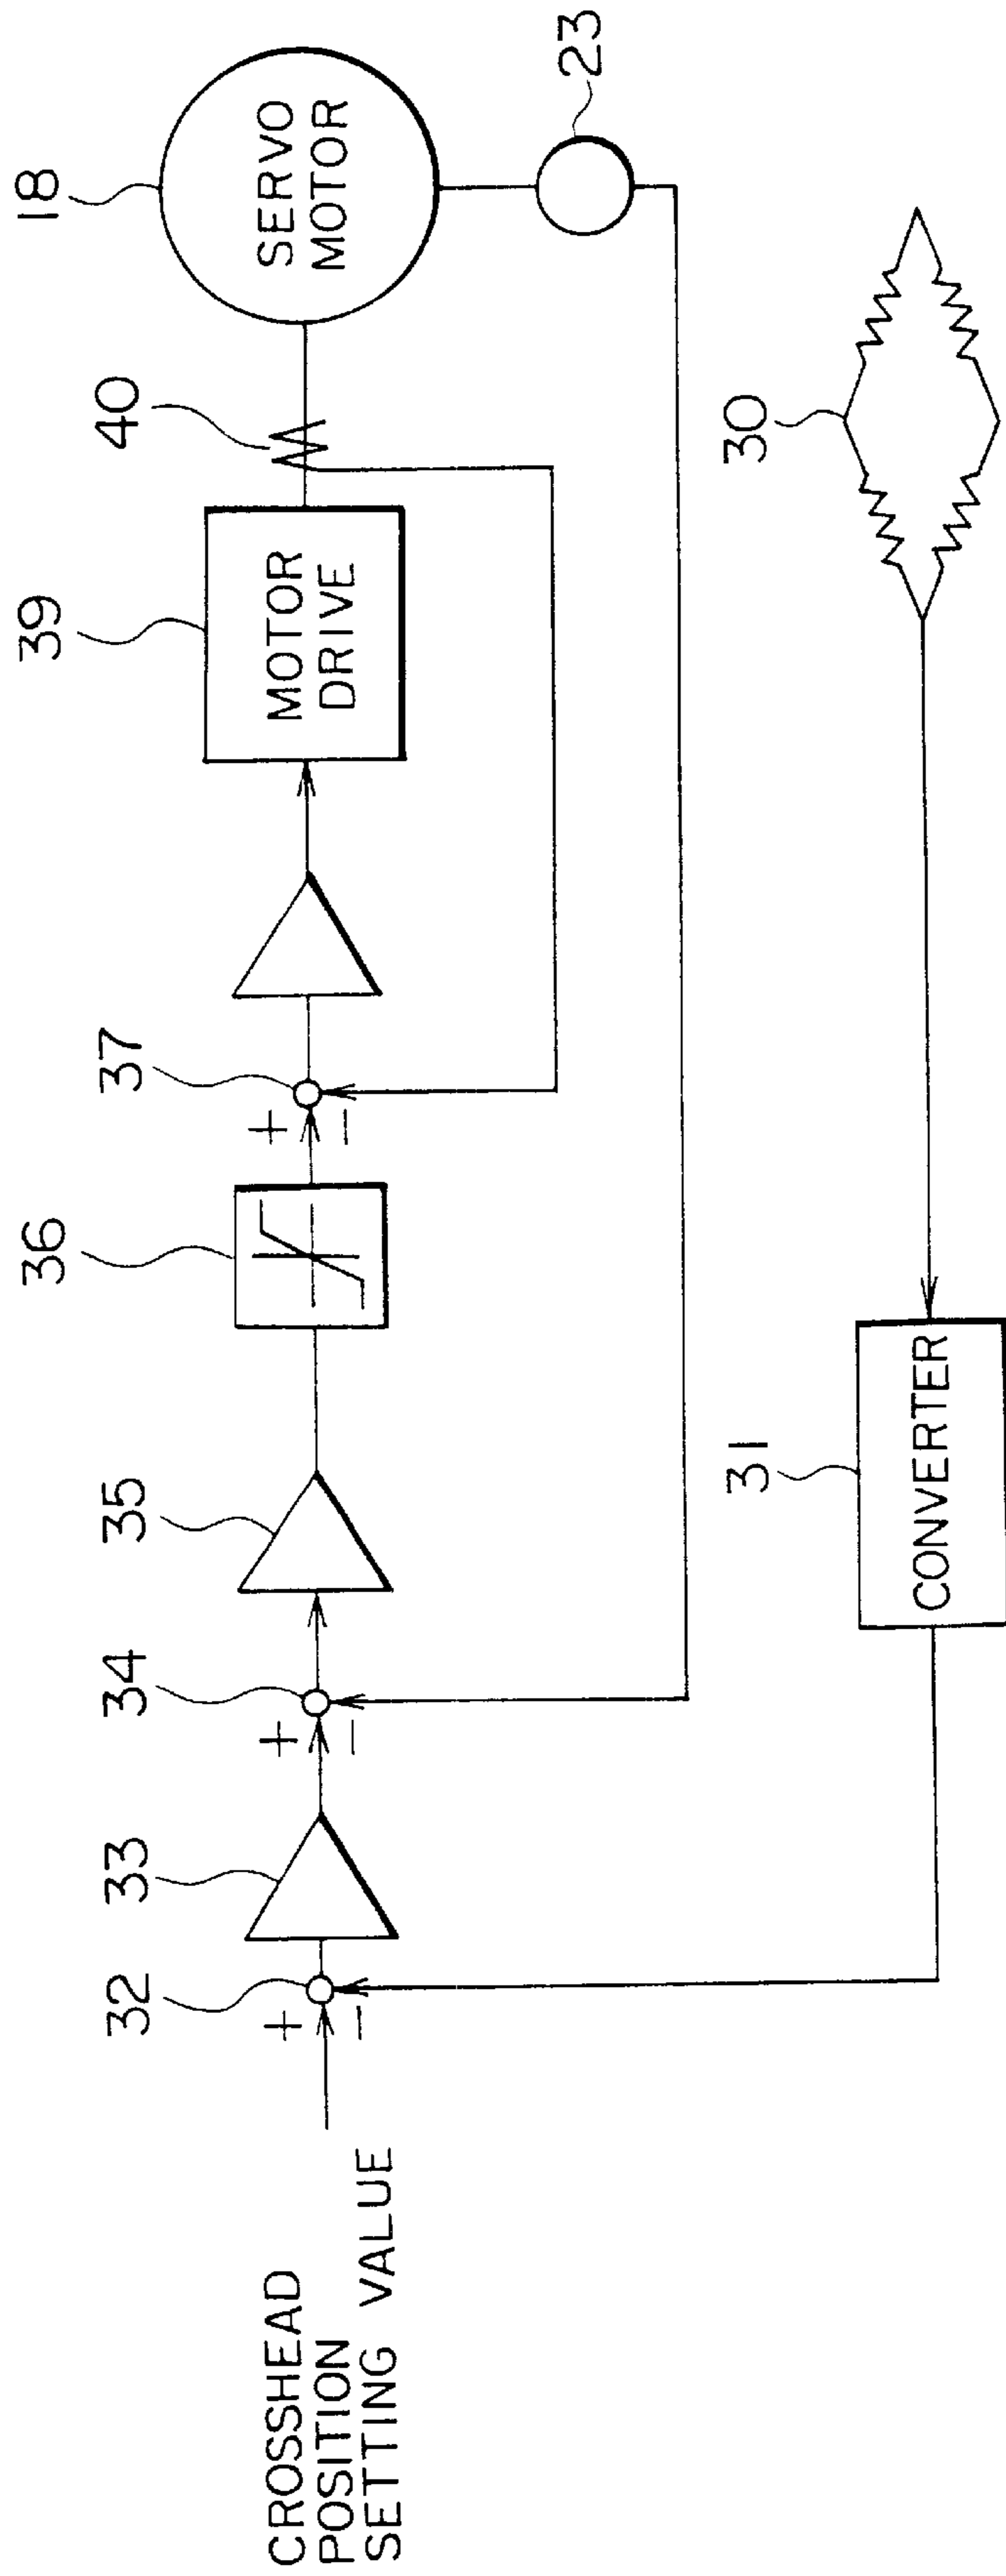 CROSSHEAD
POSITION
SETTING VALUE
+
−
32
33
+
−
34
35
36
+
−
37
39
MOTOR
DRIVE
40
18
SERVO
MOTOR
23
31
CONVERTER
30